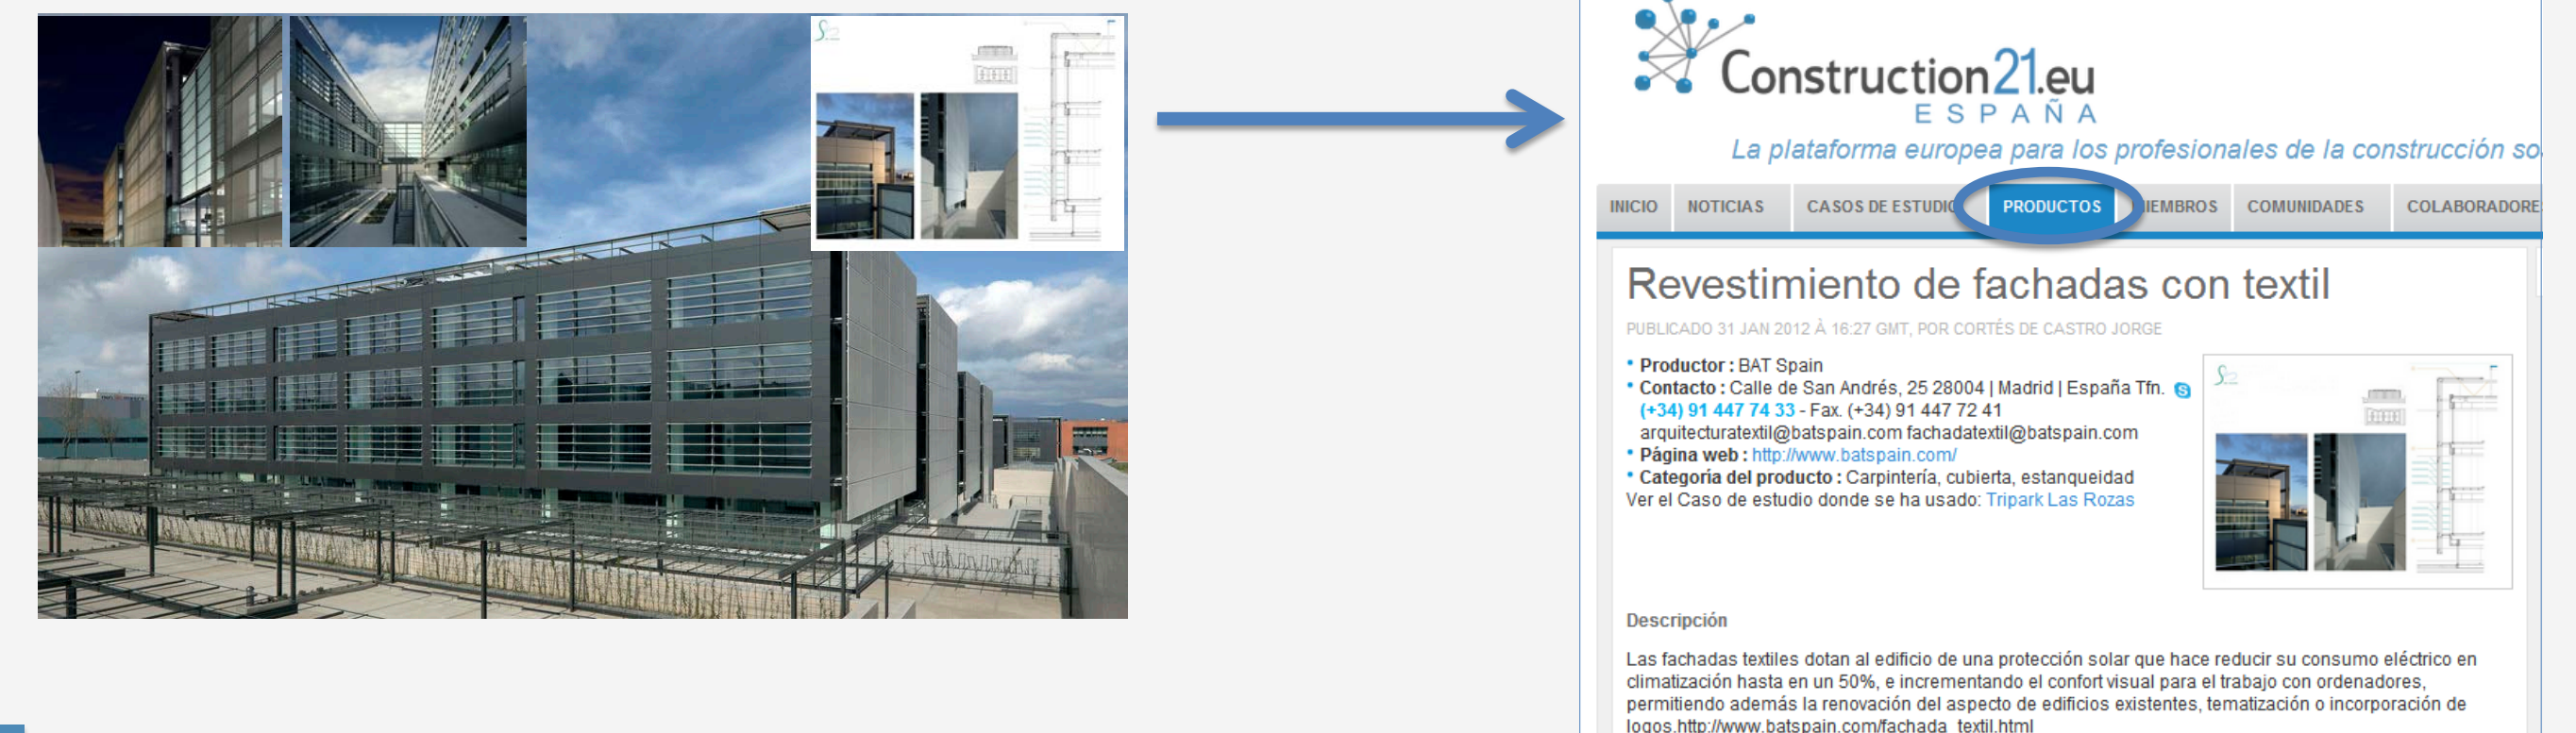 Construction21.eu
ESPAÑA
La plataforma europea para los profesionales de la construcción so
INICIO NOTICIAS CASOS DE ESTUDIO PRODUCTOS MIEMBROS COMUNIDADES COLABORADORE
Revestimiento de fachadas con textil
PUBLICADO 31 JAN 2012 À 16:27 GMT, POR CORTÉS DE CASTRO JORGE
• Productor : BAT Spain
• Contacto : Calle de San Andrés, 25 28004 | Madrid | España Tfn.
(+34) 91 447 74 33 - Fax. (+34) 91 447 72 41
arquitecturatextil@batspain.com fachadatextil@batspain.com
• Página web : http://www.batspain.com/
• Categoría del producto : Carpintería, cubierta, estanqueidad
Ver el Caso de estudio donde se ha usado: Tripark Las Rozas
Descripción
Las fachadas textiles dotan al edificio de una protección solar que hace reducir su consumo eléctrico en
climatización hasta en un 50%, e incrementando el confort visual para el trabajo con ordenadores,
permitiendo además la renovación del aspecto de edificios existentes, tematización o incorporación de
logos.http://www.batspain.com/fachada_textil.html